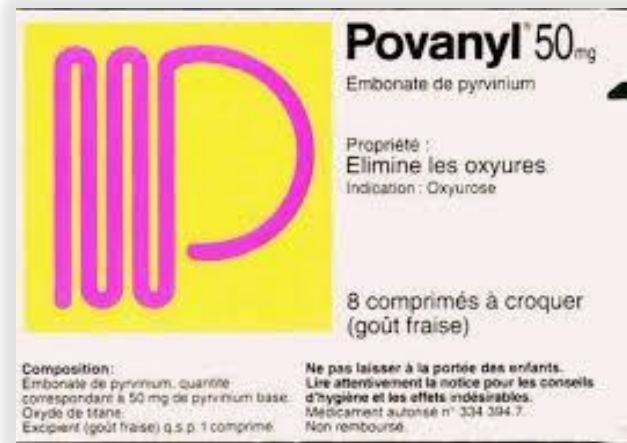 Povanyl® 50mg
Embonate de pyrvinium
Propriété :
Elimine les oxyures
Indication : Oxyurose
8 comprimés à croquer
(goût fraise)
Composition:
Embonate de pyrvinium, quantité
correspondant à 50 mg de pyrvinium base.
Oxyde de titane.
Excipient (goût fraise) q.s.p. 1 comprimé.
Ne pas laisser à la portée des enfants.
Lire attentivement la notice pour les conseils
d'hygiène et les effets indésirables.
Médicament autorisé n° 334 394.7.
Non remboursé.